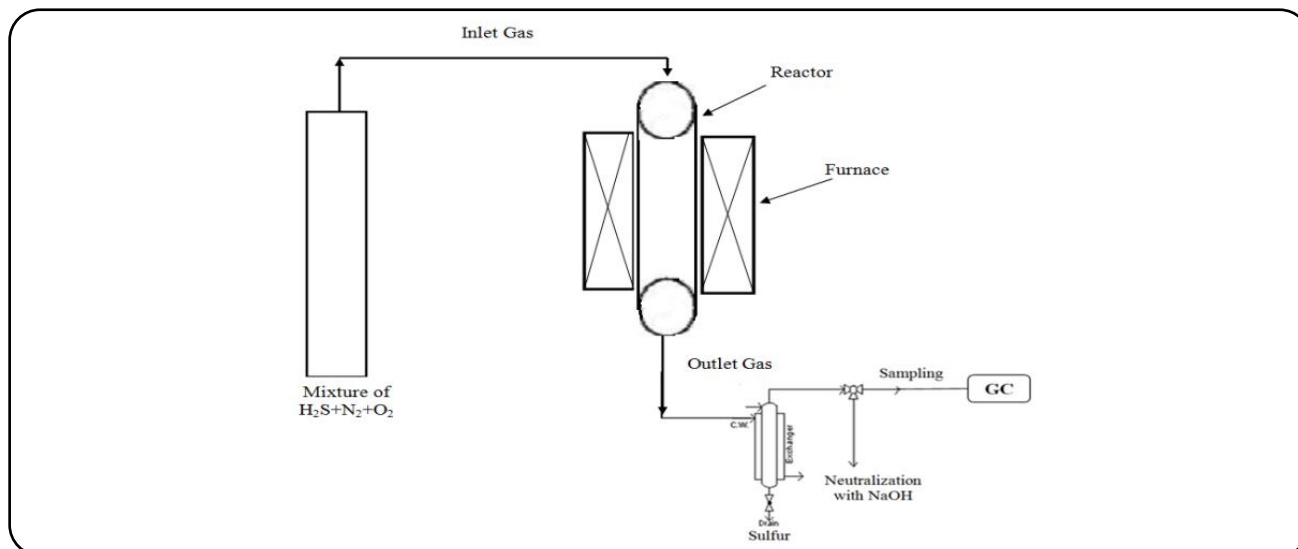 Inlet Gas
Reactor
Furnace
Mixture of
H₂S+N₂+O₂
Outlet Gas
Sampling
GC
C.W.
Exchanger
Neutralization
with NaOH
Drain
Sulfur